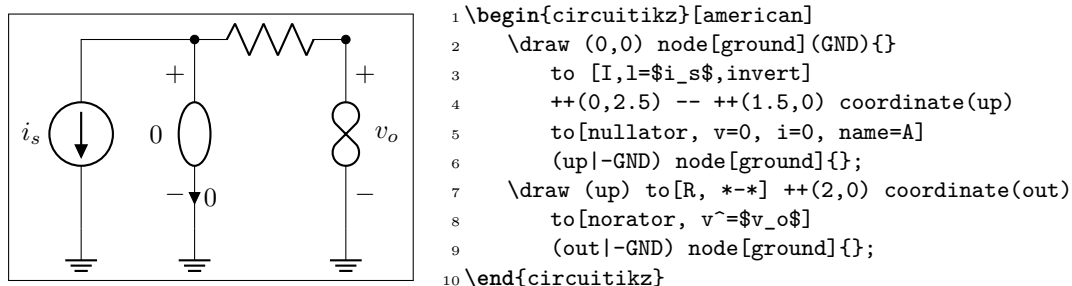 + +
i_s 0 v_o
− 0 −
1 \begin{circuitikz}[american]
2 \draw (0,0) node[ground](GND){}
3 to [I,l=$i_s$,invert]
4 ++(0,2.5) -- ++(1.5,0) coordinate(up)
5 to[nullator, v=0, i=0, name=A]
6 (up|-GND) node[ground]{};
7 \draw (up) to[R, *-*] ++(2,0) coordinate(out)
8 to[norator, v^=$v_o$]
9 (out|-GND) node[ground]{};
10 \end{circuitikz}